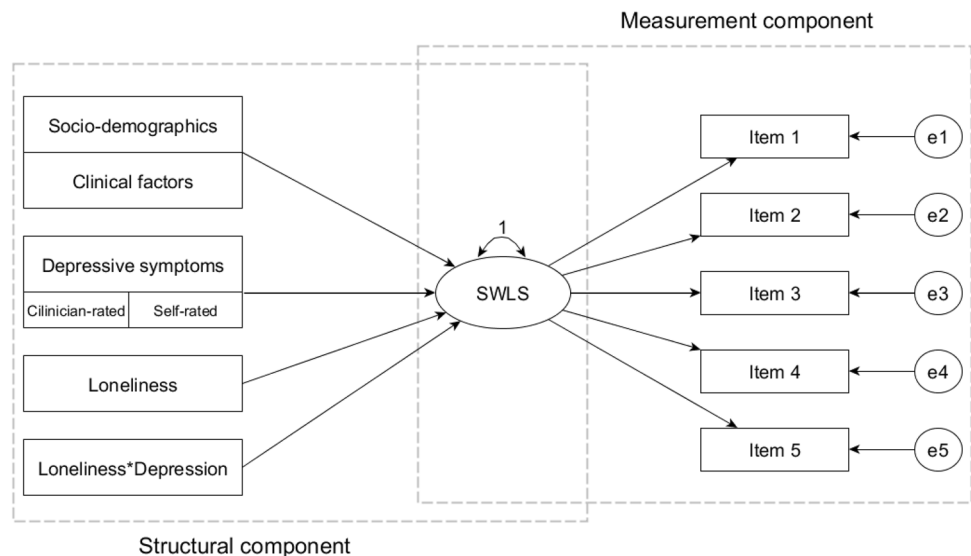 Measurement component
Socio-demographics
Clinical factors
Depressive symptoms
Cilinician-rated
Self-rated
Loneliness
Loneliness*Depression
1
SWLS
Item 1
e1
Item 2
e2
Item 3
e3
Item 4
e4
Item 5
e5
Structural component